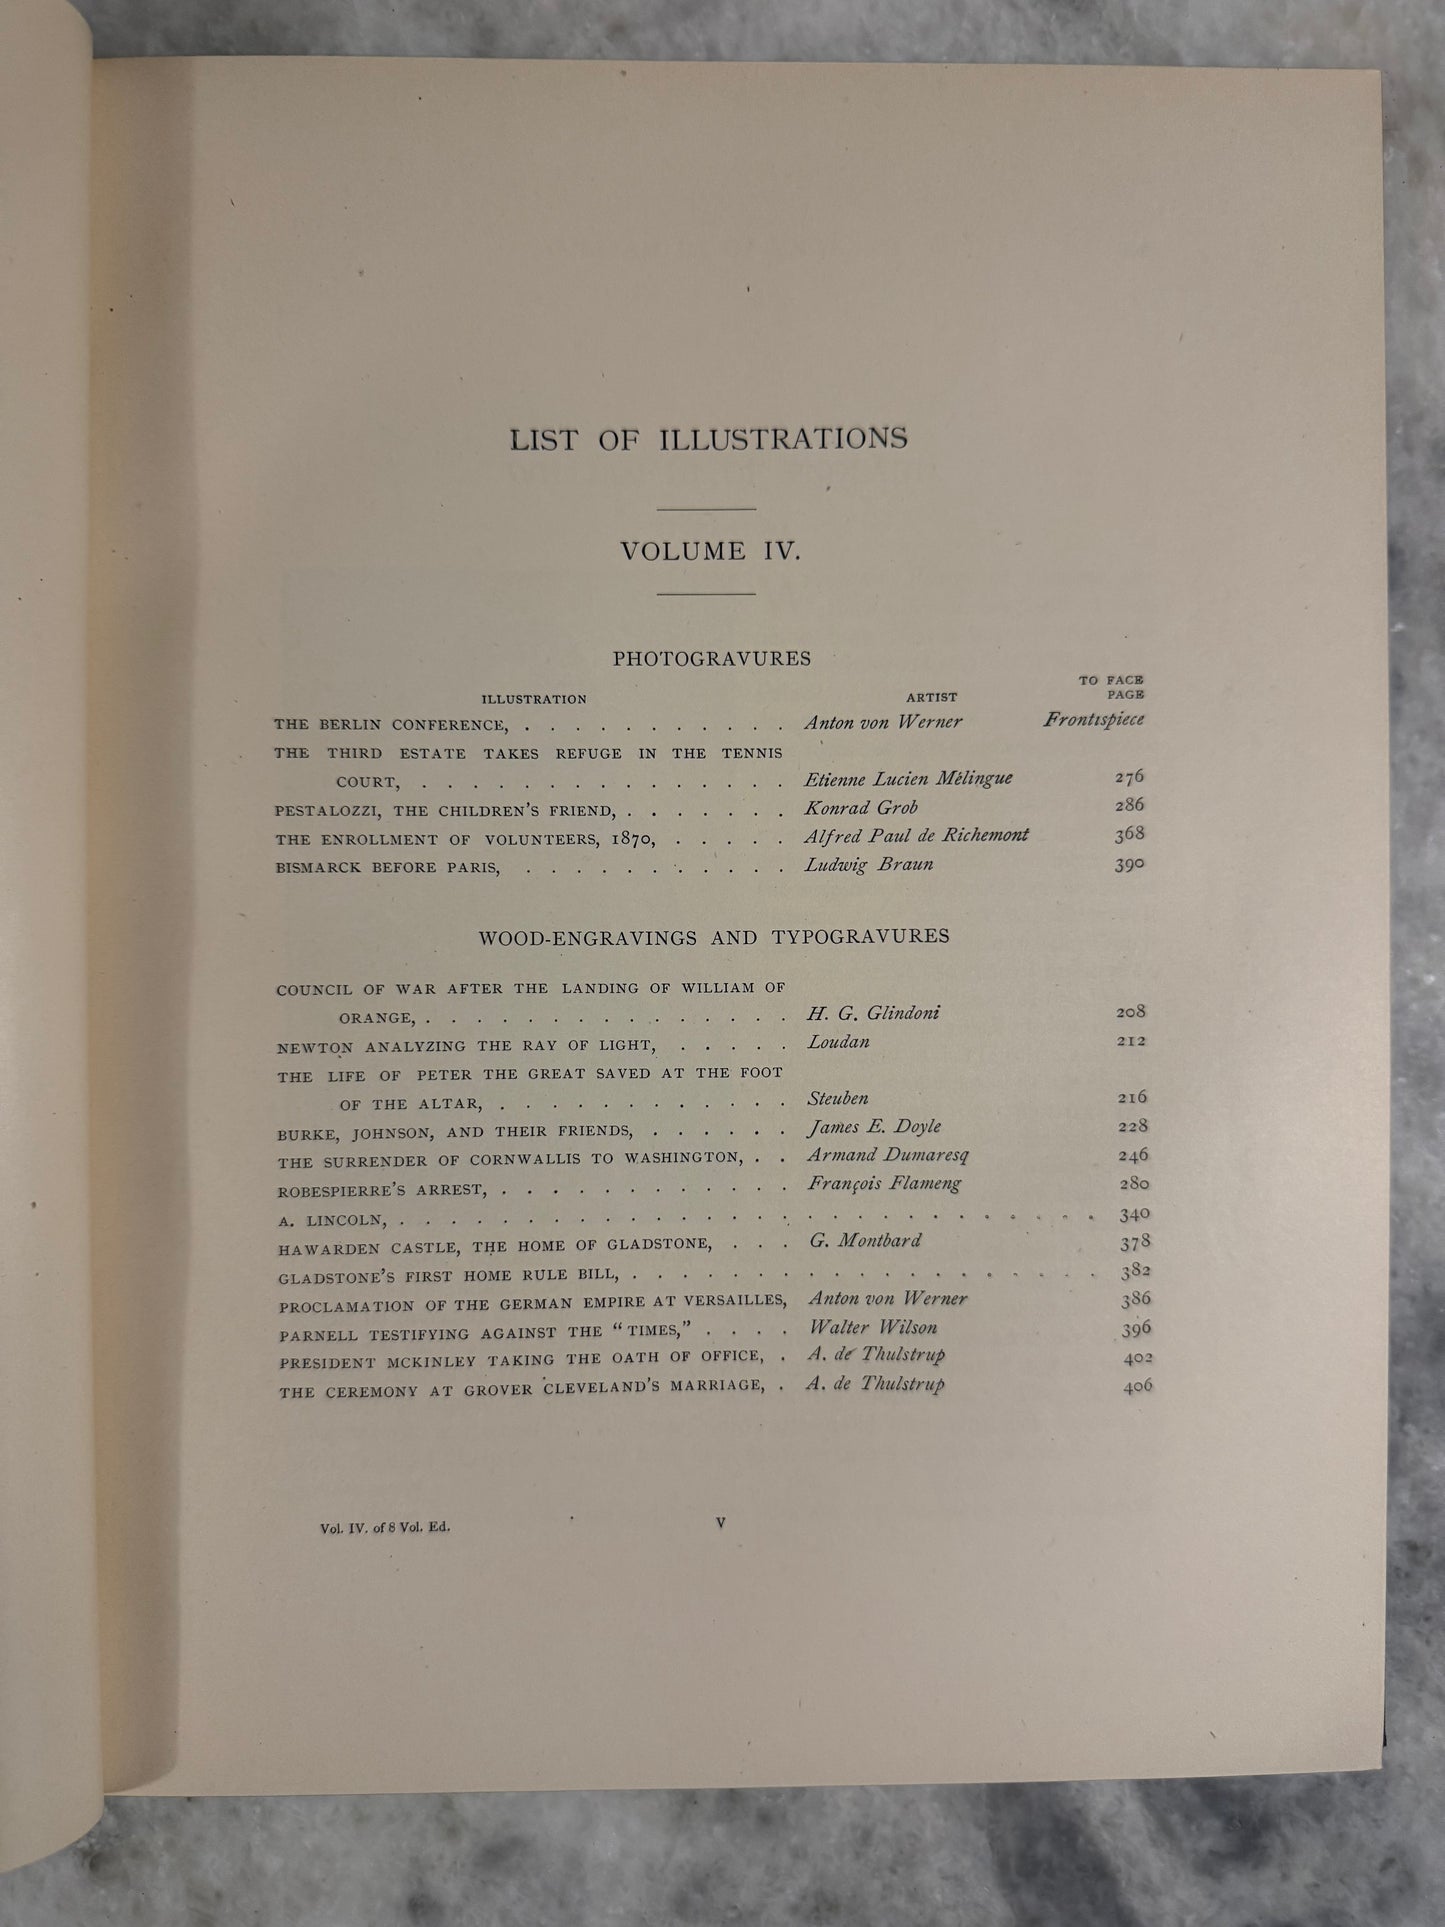 LIST OF ILLUSTRATIONS
VOLUME IV.
PHOTOGRAVURES
ILLUSTRATION ARTIST TO FACE PAGE
THE BERLIN CONFERENCE, . . . . . . . . . . . Anton von Werner Frontispiece
THE THIRD ESTATE TAKES REFUGE IN THE TENNIS
COURT, . . . . . . . . . . . . . . . Etienne Lucien Mélingue 276
PESTALOZZI, THE CHILDREN'S FRIEND, . . . . . . . Konrad Grob 286
THE ENROLLMENT OF VOLUNTEERS, 1870, . . . . . Alfred Paul de Richemont 368
BISMARCK BEFORE PARIS, . . . . . . . . . . . Ludwig Braun 390
WOOD-ENGRAVINGS AND TYPOGRAVURES
COUNCIL OF WAR AFTER THE LANDING OF WILLIAM OF
ORANGE, . . . . . . . . . . . . . . . H. G. Glindoni 208
NEWTON ANALYZING THE RAY OF LIGHT, . . . . . Loudan 212
THE LIFE OF PETER THE GREAT SAVED AT THE FOOT
OF THE ALTAR, . . . . . . . . . . . . Steuben 216
BURKE, JOHNSON, AND THEIR FRIENDS, . . . . . . James E. Doyle 228
THE SURRENDER OF CORNWALLIS TO WASHINGTON, . . Armand Dumaresq 246
ROBESPIERRE'S ARREST, . . . . . . . . . . . . François Flameng 280
A. LINCOLN, . . . . . . . . . . . . . . . . . . . . . . . . . . . . 340
HAWARDEN CASTLE, THE HOME OF GLADSTONE, . . . G. Montbard 378
GLADSTONE'S FIRST HOME RULE BILL, . . . . . . . . . . . . . . . . . . . 382
PROCLAMATION OF THE GERMAN EMPIRE AT VERSAILLES, Anton von Werner 386
PARNELL TESTIFYING AGAINST THE "TIMES," . . . . Walter Wilson 396
PRESIDENT MCKINLEY TAKING THE OATH OF OFFICE, . A. de Thulstrup 402
THE CEREMONY AT GROVER CLEVELAND'S MARRIAGE, . A. de Thulstrup 406
Vol. IV. of 8 Vol. Ed. V